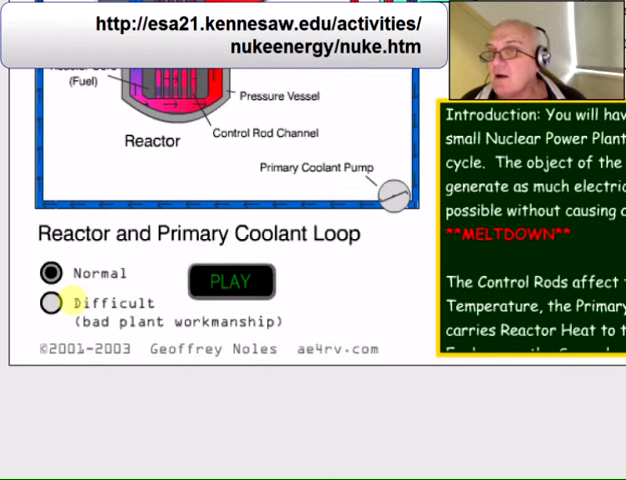 http://esa21.kennesaw.edu/activities/
nukeenergy/nuke.htm
(Fuel)
Pressure Vessel
Control Rod Channel
Reactor
Primary Coolant Pump
Reactor and Primary Coolant Loop
Normal
PLAY
Difficult
(bad plant workmanship)
©2001-2003 Geoffrey Noles ae4rv.com
Introduction: You will hav
small Nuclear Power Plant
cycle. The object of the
generate as much electric
possible without causing a
**MELTDOWN**
The Control Rods affect
Temperature, the Primary
carries Reactor Heat to t